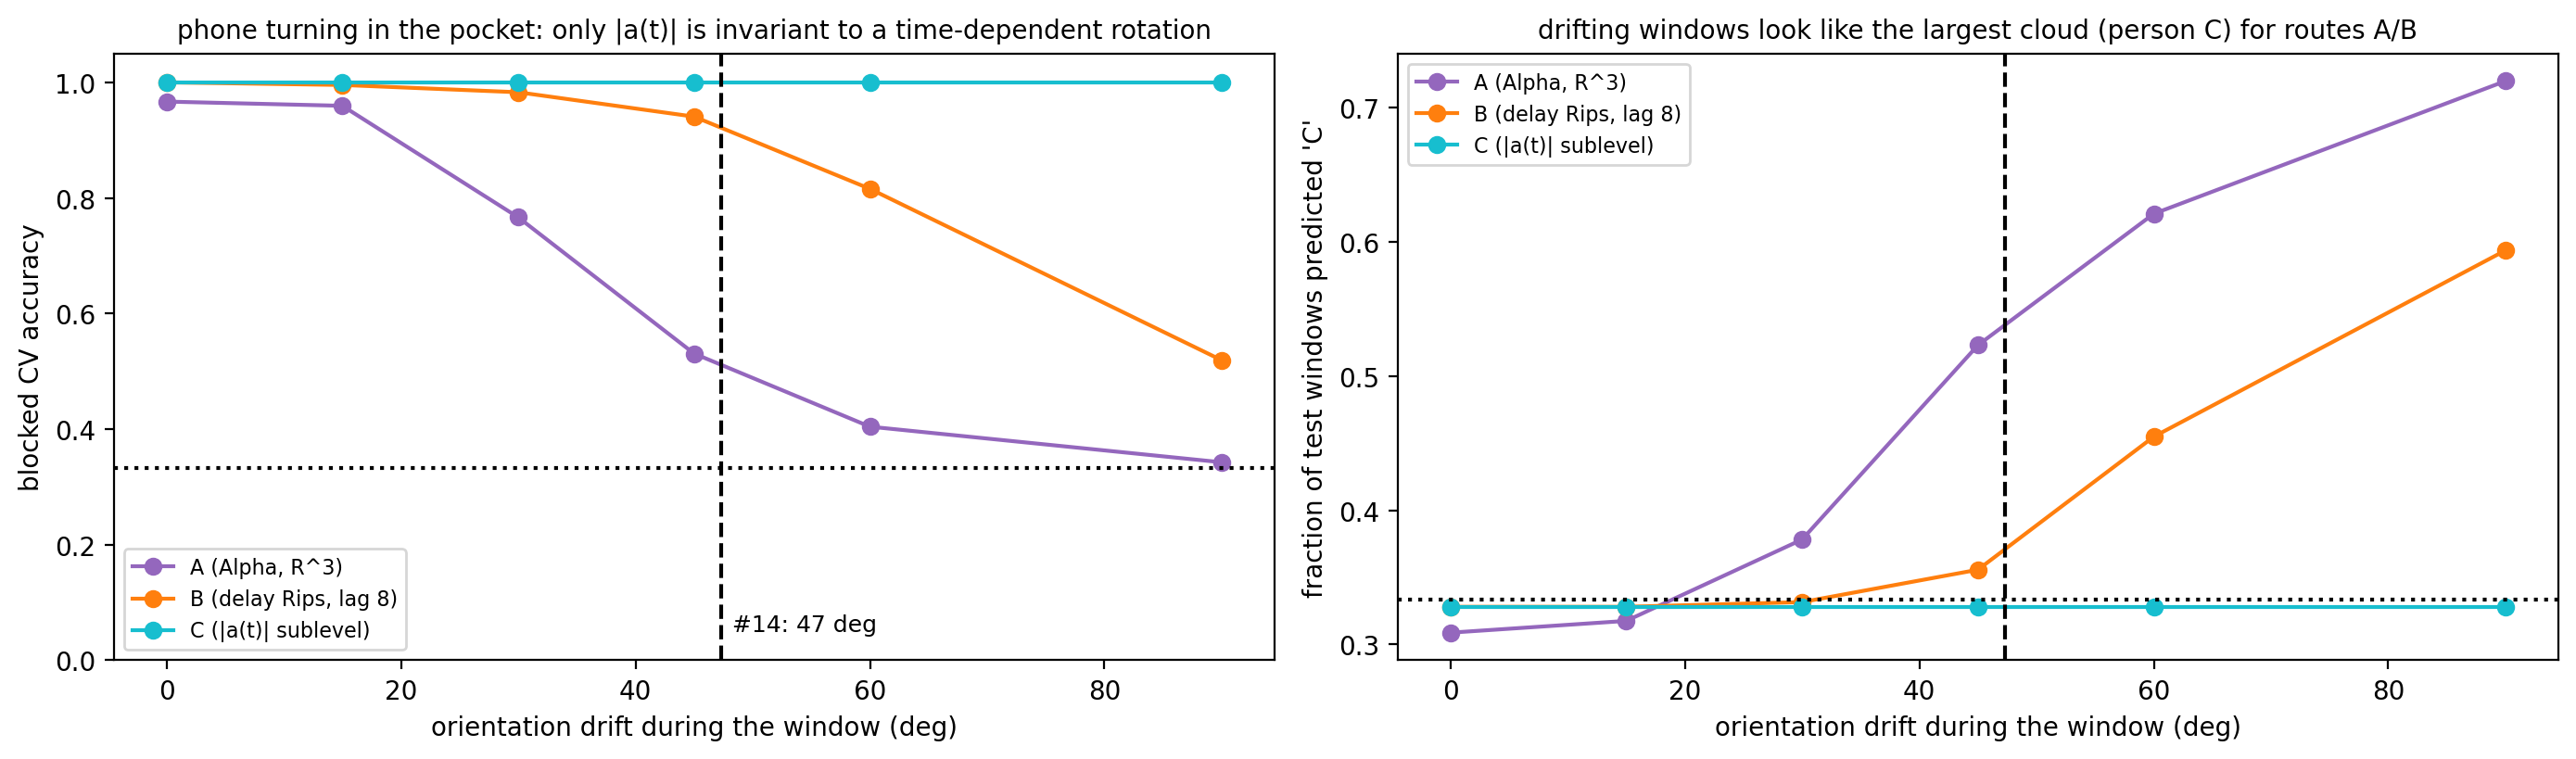 phone turning in the pocket: only |a(t)| is invariant to a time-dependent rotation
blocked CV accuracy
1.0
0.8
0.6
0.4
0.2
0.0
A (Alpha, R^3)
B (delay Rips, lag 8)
C (|a(t)| sublevel)
#14: 47 deg
0 20 40 60 80
orientation drift during the window (deg)
drifting windows look like the largest cloud (person C) for routes A/B
fraction of test windows predicted 'C'
0.7
0.6
0.5
0.4
0.3
A (Alpha, R^3)
B (delay Rips, lag 8)
C (|a(t)| sublevel)
0 20 40 60 80
orientation drift during the window (deg)